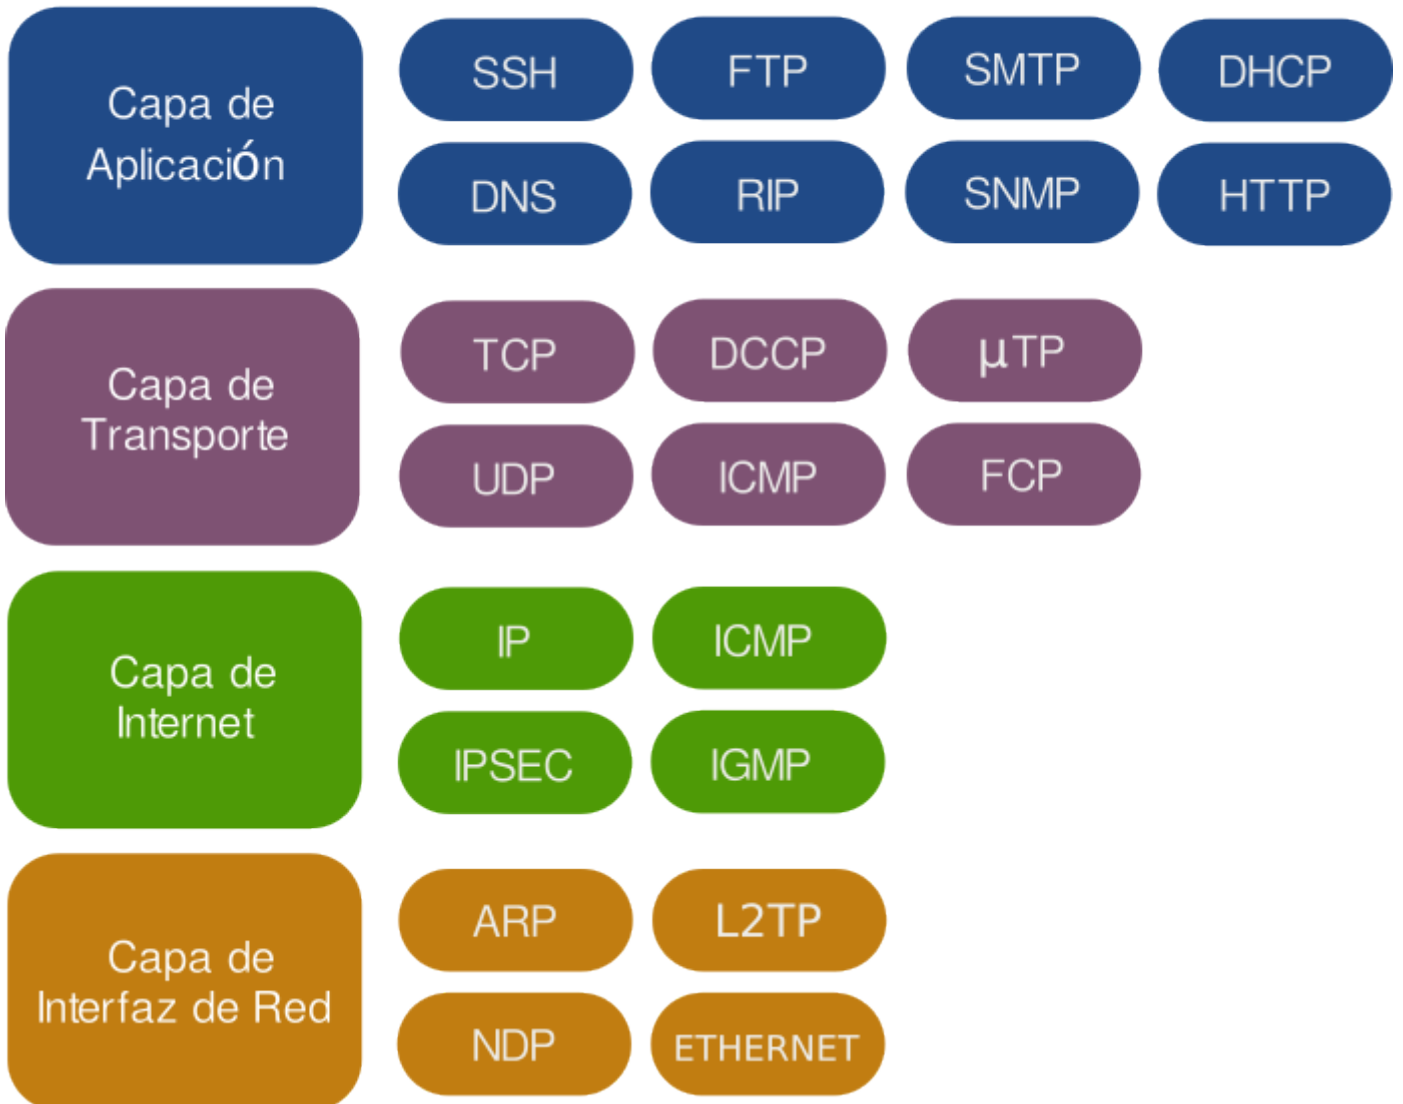 Capa de
Aplicación
SSH
FTP
SMTP
DHCP
DNS
RIP
SNMP
HTTP
Capa de
Transporte
TCP
DCCP
μTP
UDP
ICMP
FCP
Capa de
Internet
IP
ICMP
IPSEC
IGMP
Capa de
Interfaz de Red
ARP
L2TP
NDP
ETHERNET